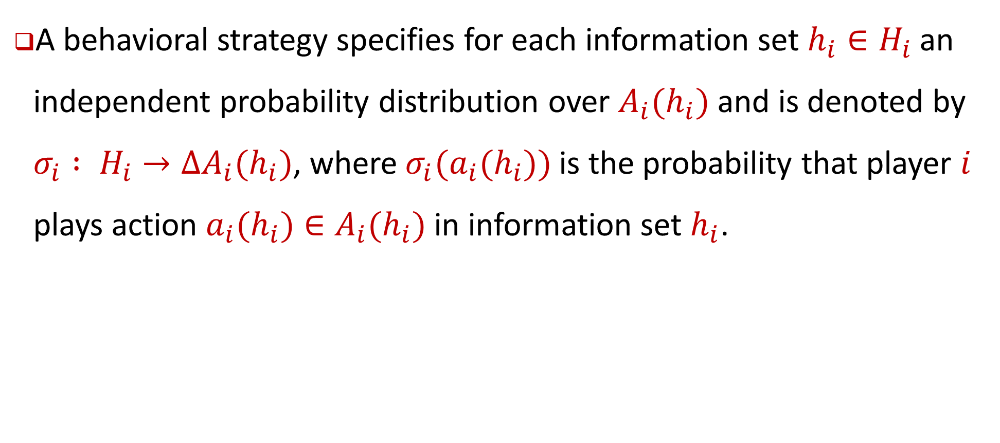 ❑A behavioral strategy specifies for each information set $h_i \in H_i$ an
independent probability distribution over $A_i(h_i)$ and is denoted by
$\sigma_i : H_i \rightarrow \Delta A_i(h_i)$, where $\sigma_i(a_i(h_i))$ is the probability that player $i$
plays action $a_i(h_i) \in A_i(h_i)$ in information set $h_i$.